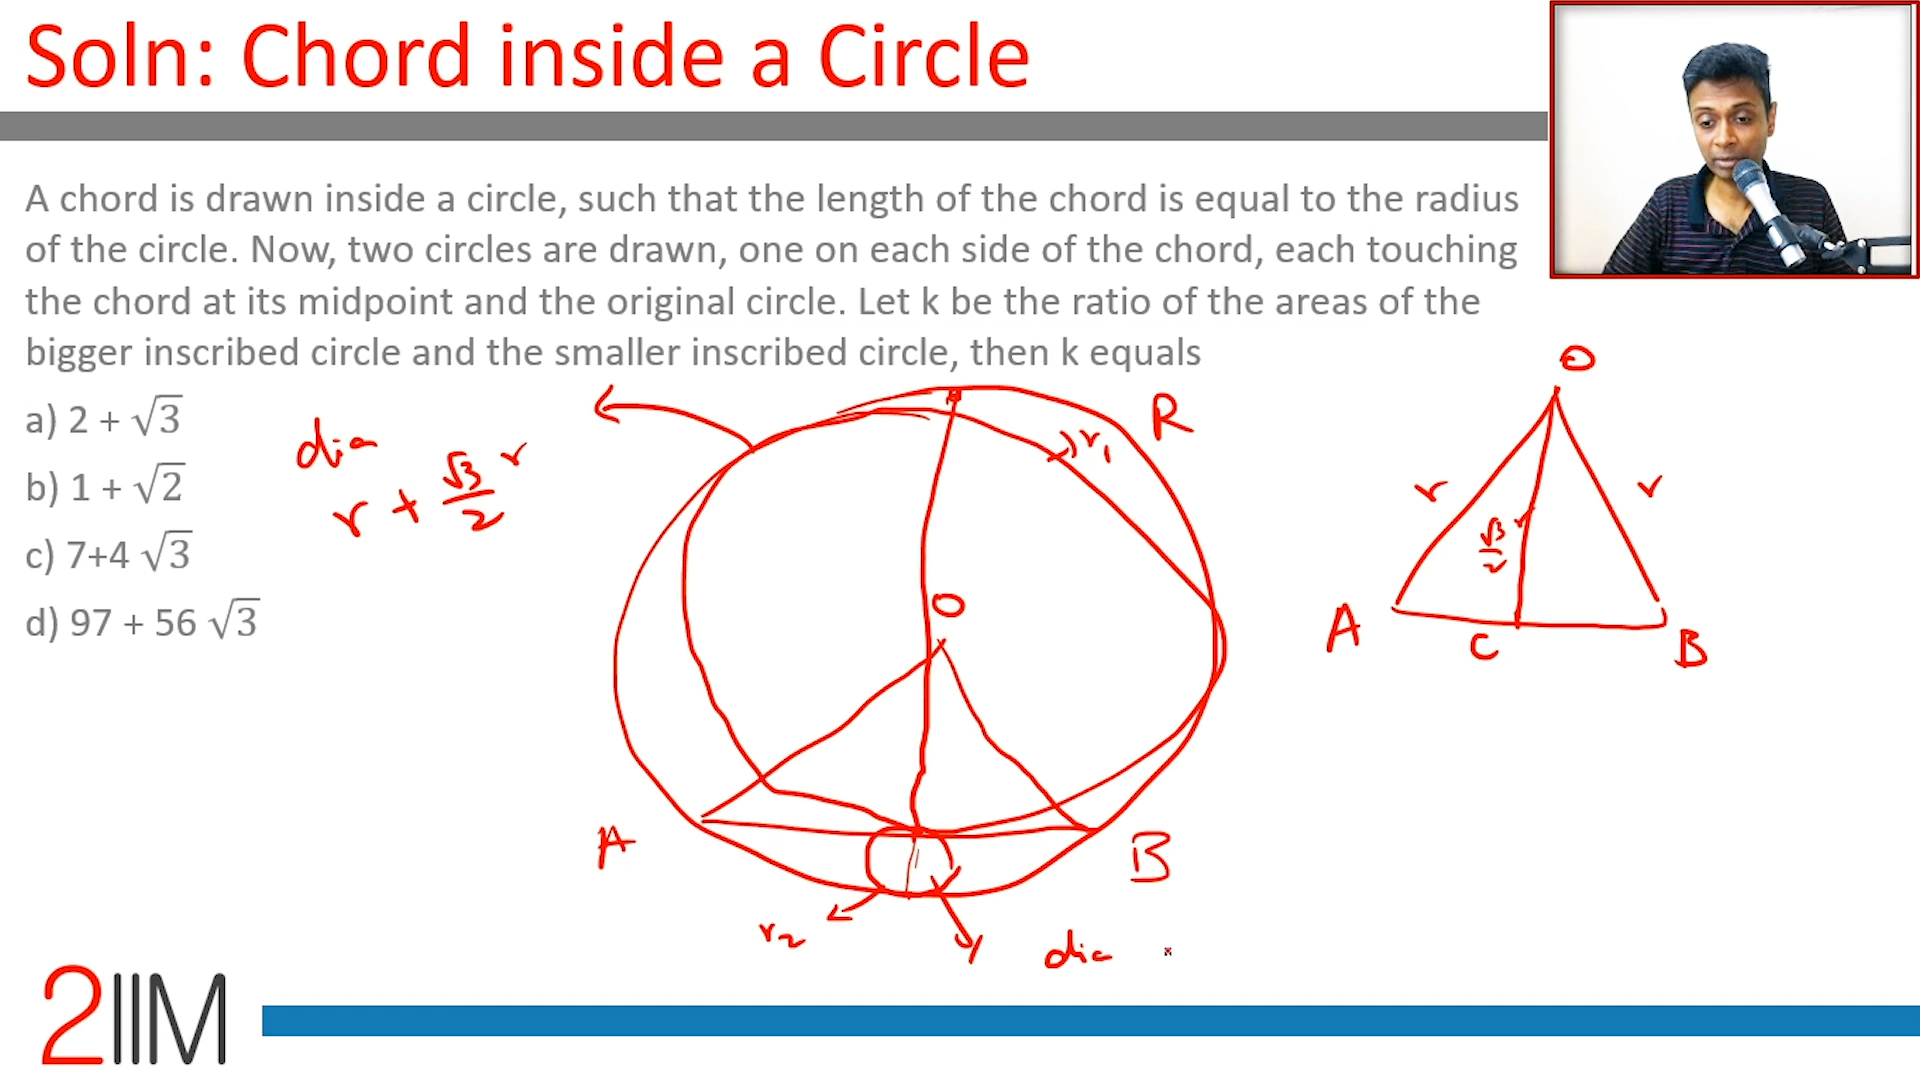 Soln: Chord inside a Circle
A chord is drawn inside a circle, such that the length of the chord is equal to the radius
of the circle. Now, two circles are drawn, one on each side of the chord, each touching
the chord at its midpoint and the original circle. Let k be the ratio of the areas of the
bigger inscribed circle and the smaller inscribed circle, then k equals
a) 2 + √3
b) 1 + √2
c) 7+4 √3
d) 97 + 56 √3
dia
r + √3/2 r
R
r₁
O
A
B
r₂
dia
O
r
r
√3/2 r
A
C
B
2IIM